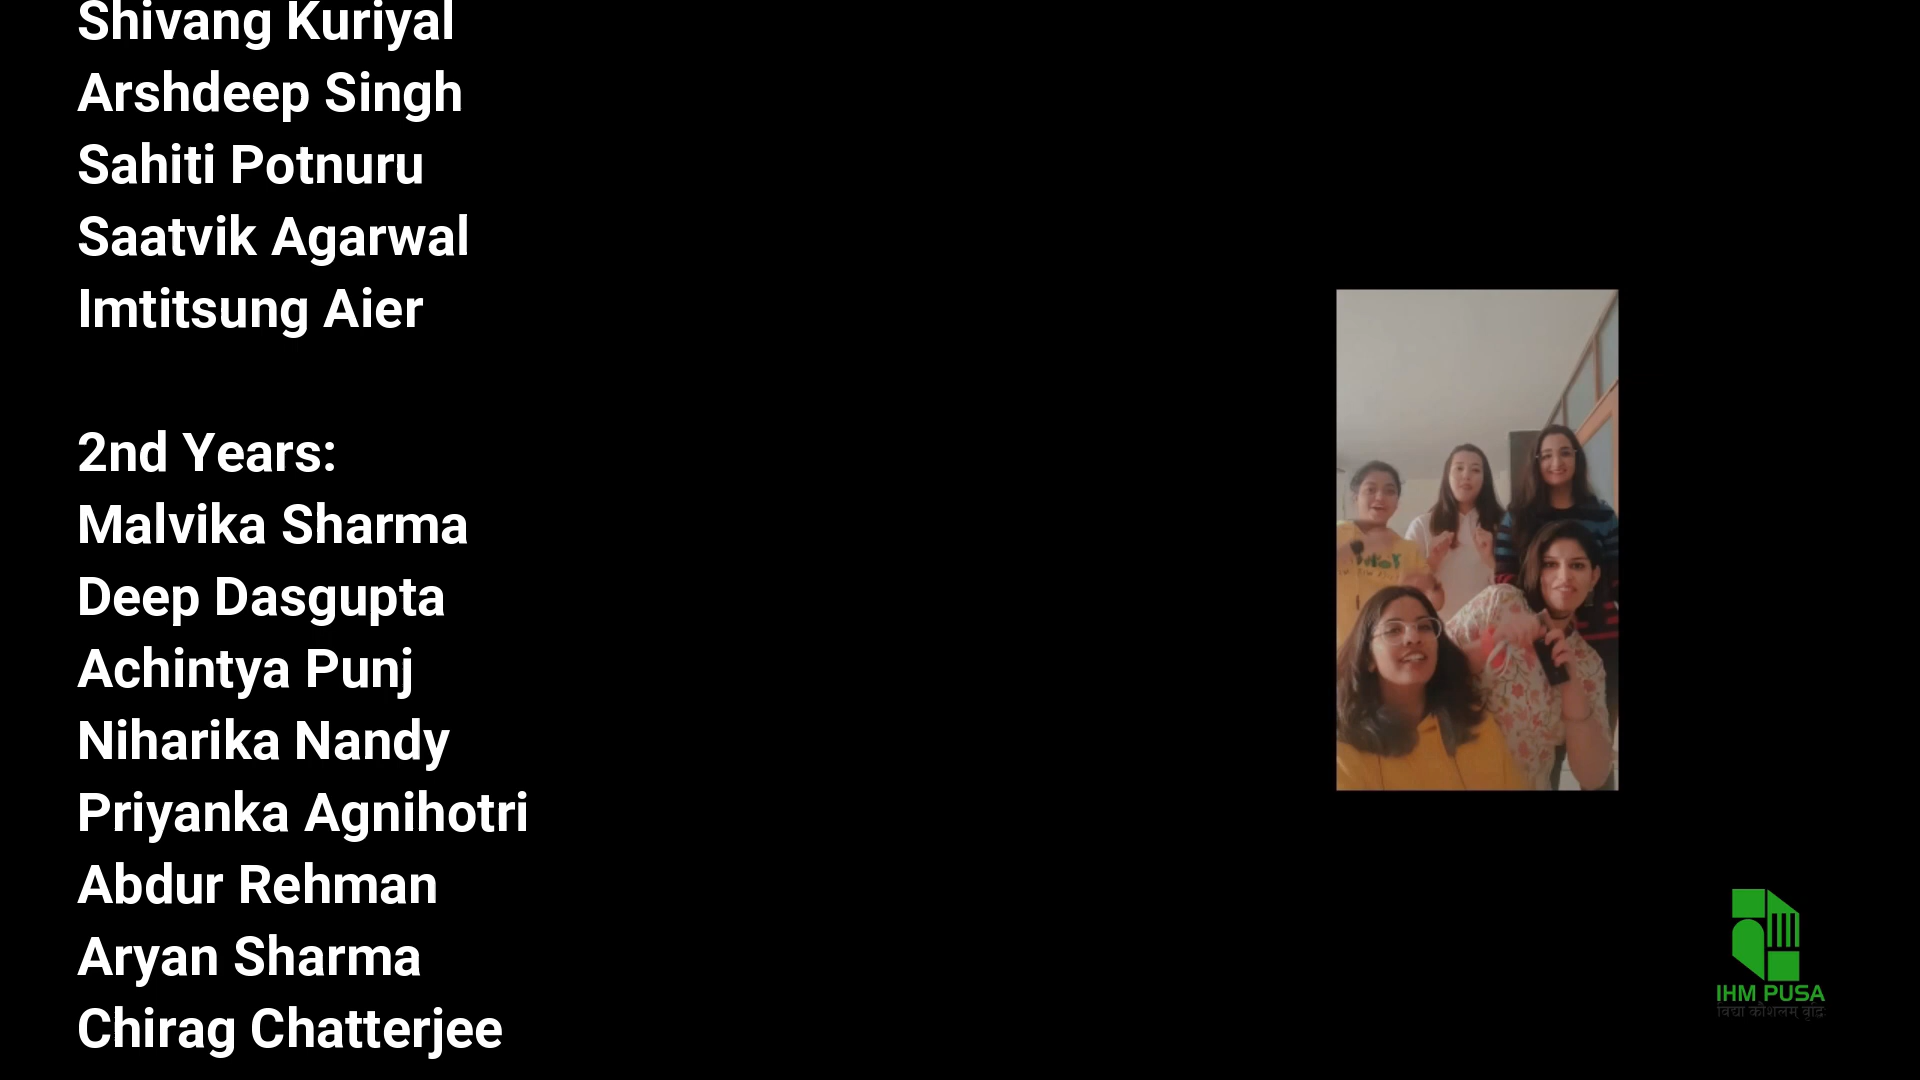 Shivang Kuriyal
Arshdeep Singh
Sahiti Potnuru
Saatvik Agarwal
Imtitsung Aier
2nd Years:
Malvika Sharma
Deep Dasgupta
Achintya Punj
Niharika Nandy
Priyanka Agnihotri
Abdur Rehman
Aryan Sharma
Chirag Chatterjee
IHM PUSA
विद्या कौशलम्